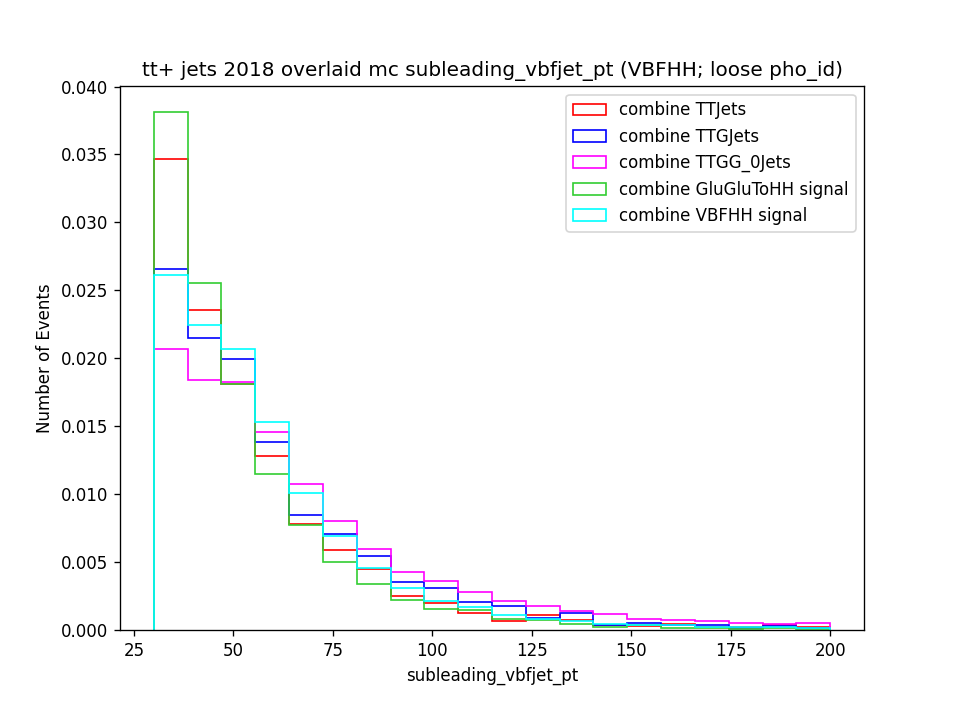 tt+ jets 2018 overlaid mc subleading_vbfjet_pt (VBFHH; loose pho_id)
combine TTJets
combine TTGJets
combine TTGG_0Jets
combine GluGluToHH signal
combine VBFHH signal
Number of Events
0.040
0.035
0.030
0.025
0.020
0.015
0.010
0.005
0.000
25 50 75 100 125 150 175 200
subleading_vbfjet_pt